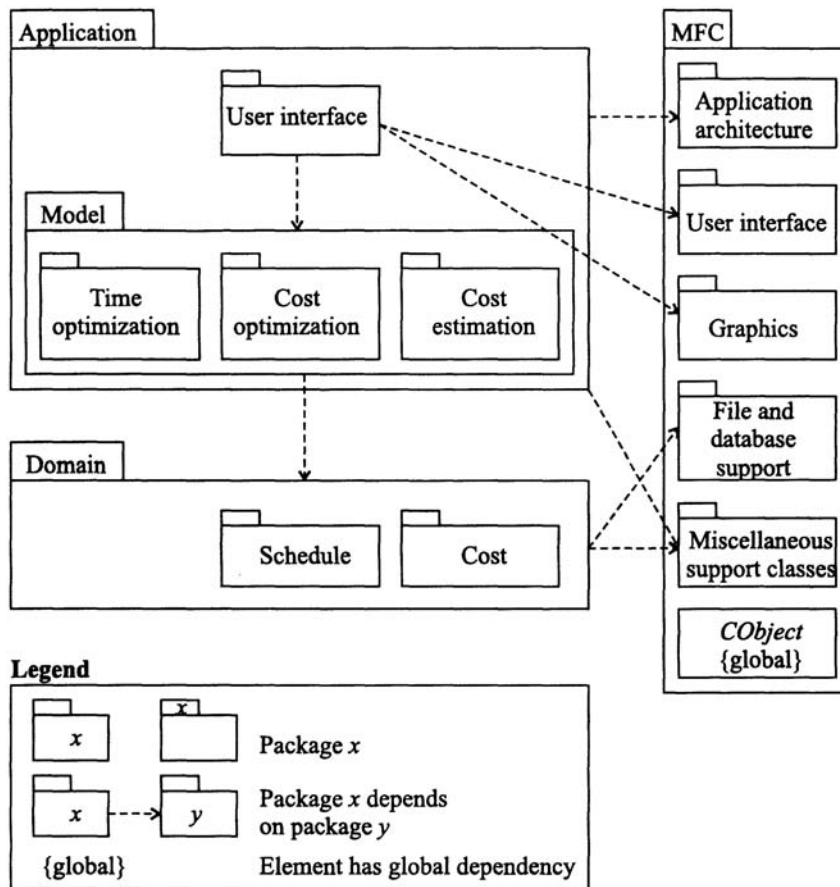 Application
User interface
Model
Time
optimization
Cost
optimization
Cost
estimation
Domain
Schedule
Cost
MFC
Application
architecture
User interface
Graphics
File and
database
support
Miscellaneous
support classes
CObject
{global}
Legend
x
x
Package x
x
y
Package x depends
on package y
{global}
Element has global dependency